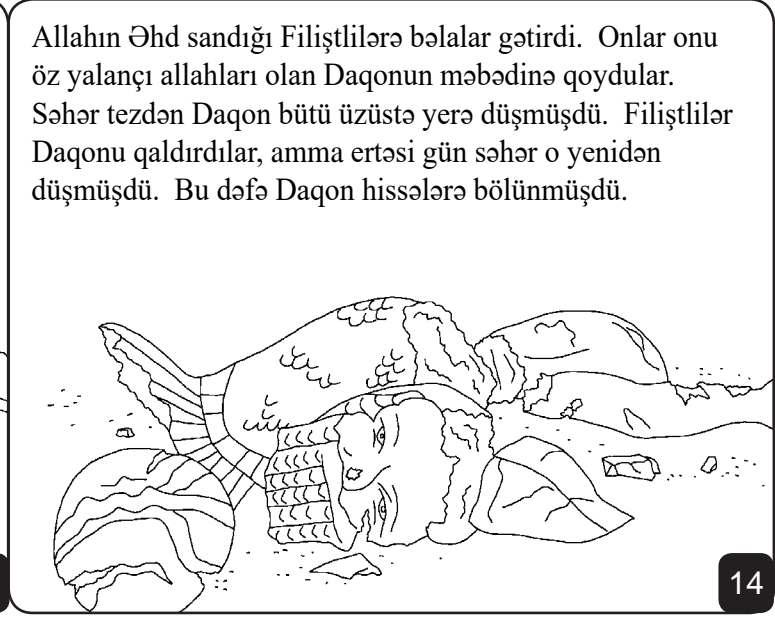 Allahın Əhd sandığı Filiştlilərə bəlalar gətirdi.  Onlar onu
öz yalançı allahları olan Daqonun məbədinə qoydular.
Səhər tezdən Daqon bütü üzüstə yerə düşmüşdü.  Filiştlilər
Daqonu qaldırdılar, amma ertəsi gün səhər o yenidən
düşmüşdü.  Bu dəfə Daqon hissələrə bölünmüşdü.
14